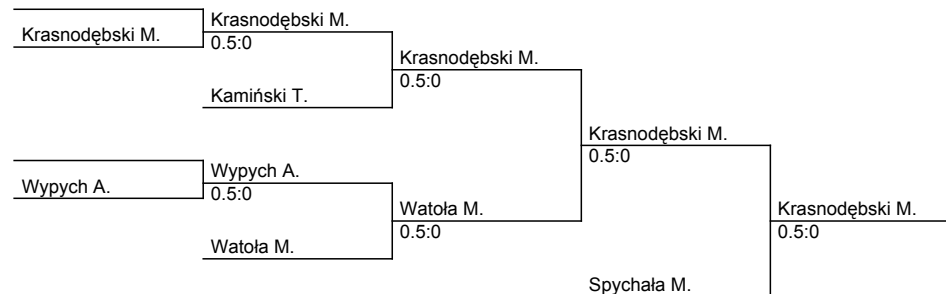 Krasnodębski M.
Krasnodębski M.
0.5:0
Krasnodębski M.
0.5:0
Kamiński T.
Krasnodębski M.
0.5:0
Wypych A.
Wypych A.
0.5:0
Watoła M.
0.5:0
Krasnodębski M.
0.5:0
Watoła M.
Spychała M.